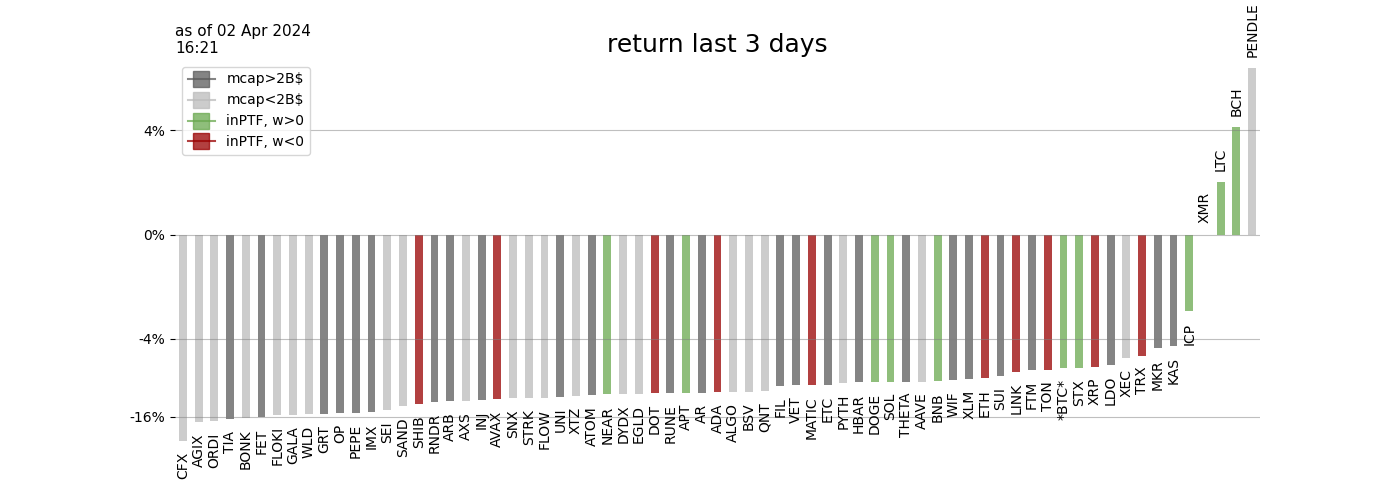 as of 02 Apr 2024
16:21
return last 3 days
mcap>2B$
mcap<2B$
inPTF, w>0
inPTF, w<0
4%
0%
-4%
-16%
CFX
AGIX
ORDI
TIA
BONK
FET
FLOKI
GALA
WLD
GRT
OP
PEPE
IMX
SEI
SAND
SHIB
RNDR
ARB
AXS
INJ
AVAX
SNX
STRK
FLOW
UNI
XTZ
ATOM
NEAR
DYDX
EGLD
DOT
RUNE
APT
AR
ADA
ALGO
BSV
QNT
FIL
VET
MATIC
ETC
PYTH
HBAR
DOGE
SOL
THETA
AAVE
BNB
WIF
XLM
ETH
SUI
LINK
FTM
TON
*BTC*
STX
XRP
LDO
XEC
TRX
MKR
KAS
ICP
XMR
LTC
BCH
PENDLE